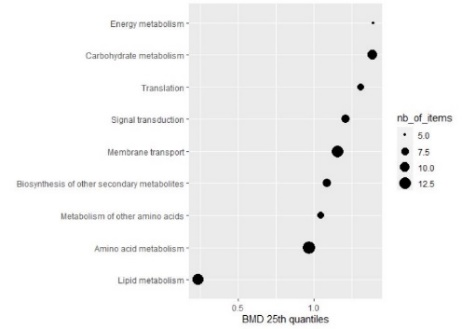 Energy metabolism
Carbohydrate metabolism
Translation
Signal transduction
Membrane transport
Biosynthesis of other secondary metabolites
Metabolism of other amino acids
Amino acid metabolism
Lipid metabolism
0.5 1.0
BMD 25th quantiles
nb_of_items
5.0
7.5
10.0
12.5